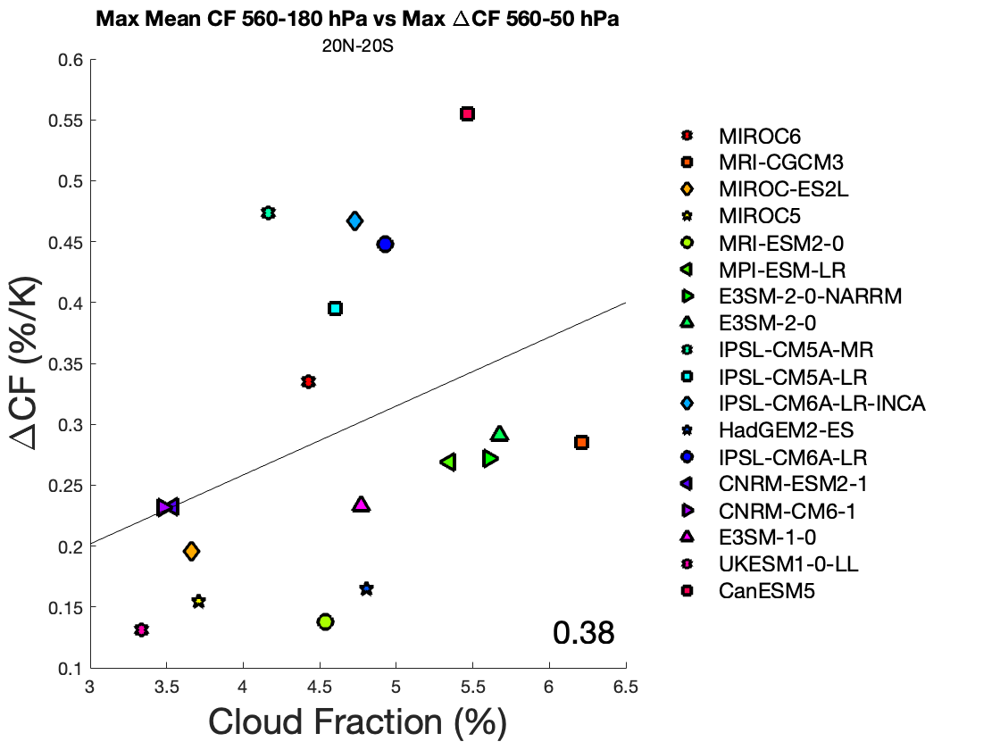 Max Mean CF 560-180 hPa vs Max △CF 560-50 hPa
20N-20S
0.6
0.55
0.5
0.45
0.4
0.35
0.3
0.25
0.2
0.15
0.1
△CF (%/K)
3
3.5
4
4.5
5
5.5
6
6.5
Cloud Fraction (%)
0.38
MIROC6
MRI-CGCM3
MIROC-ES2L
MIROC5
MRI-ESM2-0
MPI-ESM-LR
E3SM-2-0-NARRM
E3SM-2-0
IPSL-CM5A-MR
IPSL-CM5A-LR
IPSL-CM6A-LR-INCA
HadGEM2-ES
IPSL-CM6A-LR
CNRM-ESM2-1
CNRM-CM6-1
E3SM-1-0
UKESM1-0-LL
CanESM5